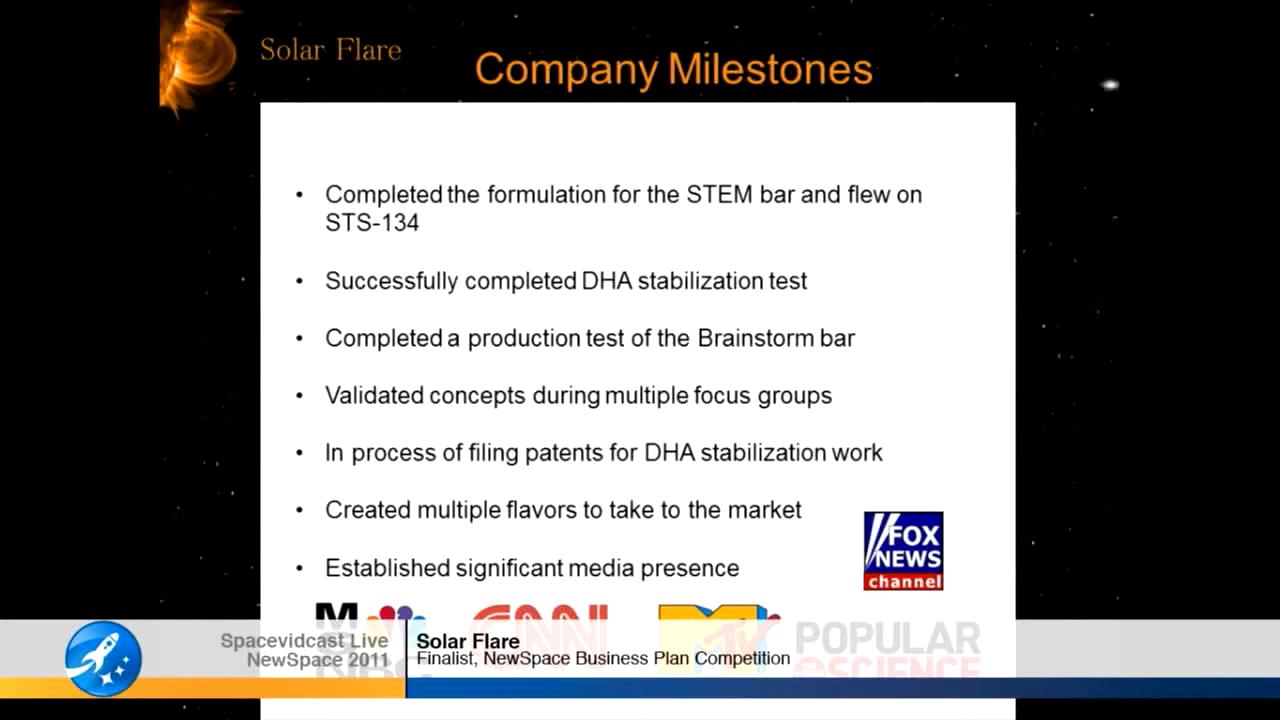 Solar Flare
Company Milestones
• Completed the formulation for the STEM bar and flew on
STS-134
• Successfully completed DHA stabilization test
• Completed a production test of the Brainstorm bar
• Validated concepts during multiple focus groups
• In process of filing patents for DHA stabilization work
• Created multiple flavors to take to the market
• Established significant media presence
FOX
NEWS
channel
CNN
MTV
POPULAR
SCIENCE
Spacevidcast Live
NewSpace 2011
Solar Flare
Finalist, NewSpace Business Plan Competition